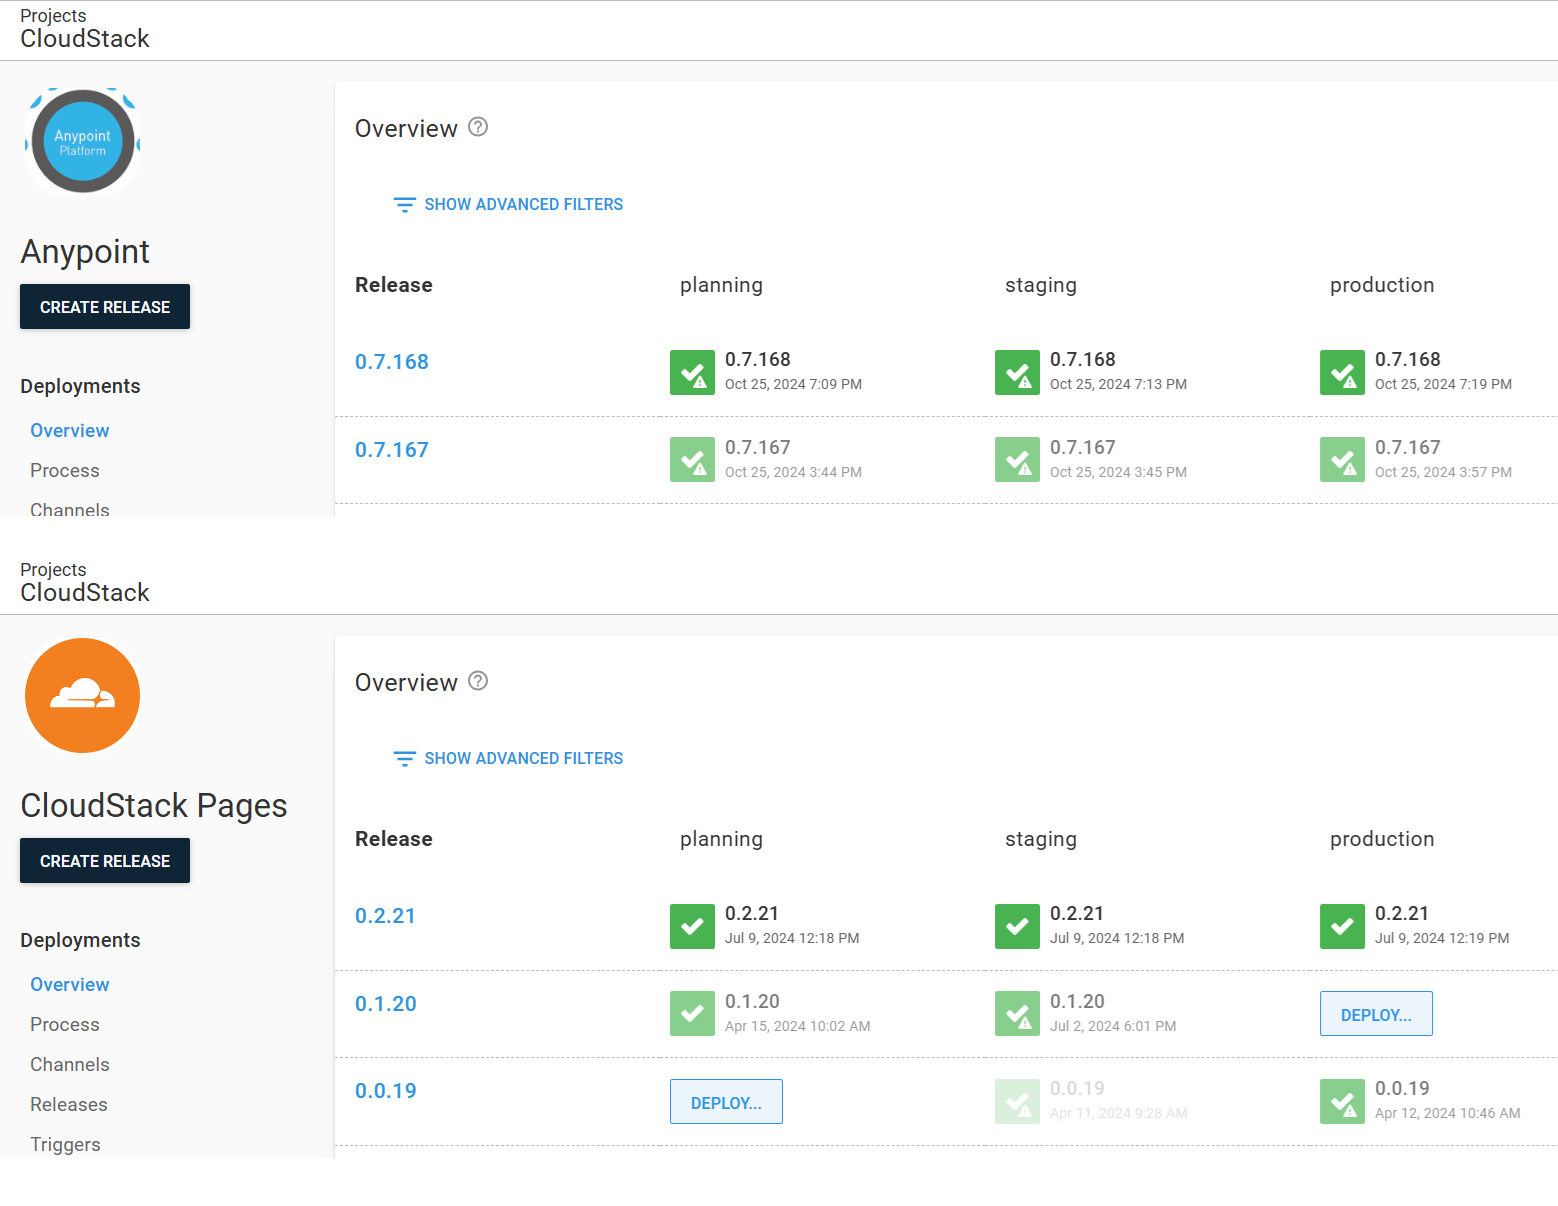 Projects
CloudStack
Anypoint
Platform
Anypoint
CREATE RELEASE
Deployments
Overview
Process
Channels
Overview ?
SHOW ADVANCED FILTERS
Release planning staging production
0.7.168 0.7.168 0.7.168 0.7.168
Oct 25, 2024 7:09 PM Oct 25, 2024 7:13 PM Oct 25, 2024 7:19 PM
0.7.167 0.7.167 0.7.167 0.7.167
Oct 25, 2024 3:44 PM Oct 25, 2024 3:45 PM Oct 25, 2024 3:57 PM
Projects
CloudStack
CloudStack Pages
CREATE RELEASE
Deployments
Overview
Process
Channels
Releases
Triggers
Overview ?
SHOW ADVANCED FILTERS
Release planning staging production
0.2.21 0.2.21 0.2.21 0.2.21
Jul 9, 2024 12:18 PM Jul 9, 2024 12:18 PM Jul 9, 2024 12:19 PM
0.1.20 0.1.20 0.1.20 DEPLOY...
Apr 15, 2024 10:02 AM Jul 2, 2024 6:01 PM
0.0.19 DEPLOY... 0.0.19 0.0.19
Apr 11, 2024 9:28 AM Apr 12, 2024 10:46 AM